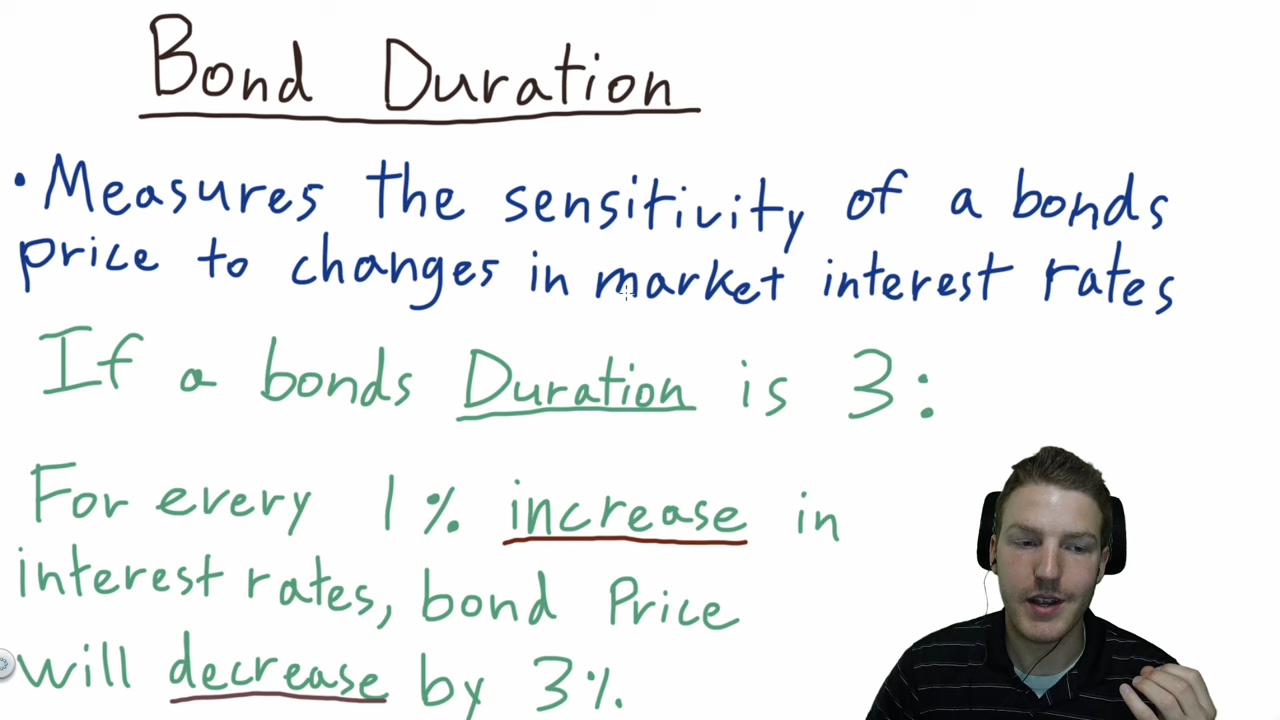 Bond Duration
• Measures the sensitivity of a bonds
price to changes in market interest rates
If a bonds Duration is 3:
For every 1% increase in
interest rates, bond Price
will decrease by 3%.